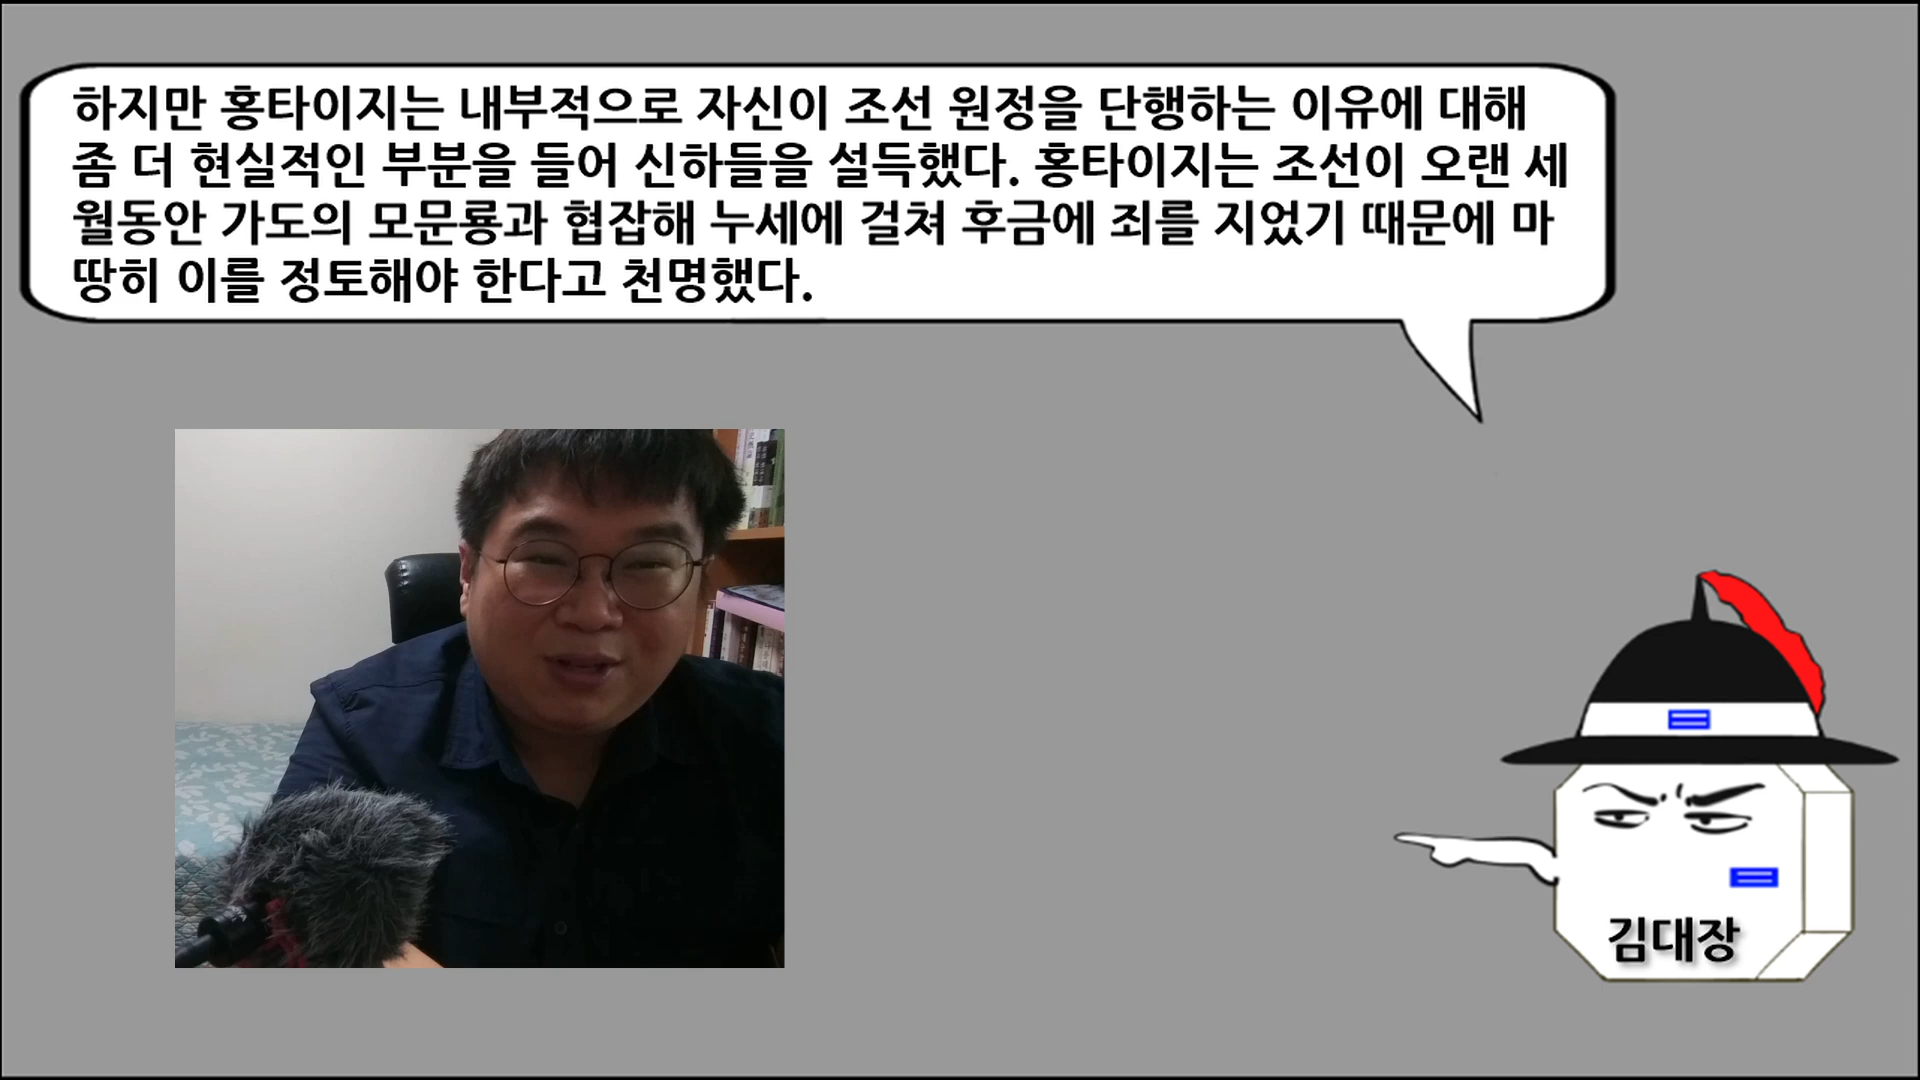 하지만 홍타이지는 내부적으로 자신이 조선 원정을 단행하는 이유에 대해
좀 더 현실적인 부분을 들어 신하들을 설득했다. 홍타이지는 조선이 오랜 세
월동안 가도의 모문룡과 협잡해 누세에 걸쳐 후금에 죄를 지었기 때문에 마
땅히 이를 정토해야 한다고 천명했다.
김대장